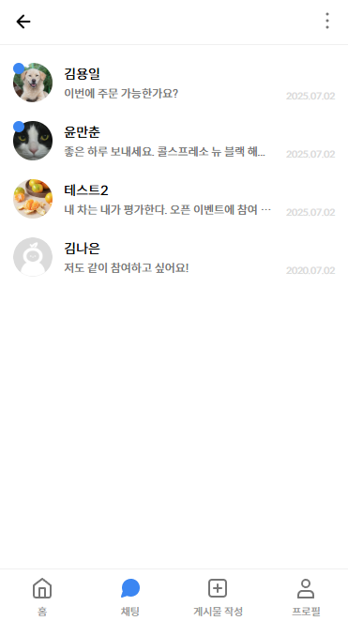 김용일
이번에 주문 가능한가요?
2025.07.02
윤만춘
좋은 하루 보내세요. 콜스프레소 뉴 블랙 해...
2025.07.02
테스트2
내 차는 내가 평가한다. 오픈 이벤트에 참여 ...
2025.07.02
김나은
저도 같이 참여하고 싶어요!
2020.07.02
홈
채팅
게시물 작성
프로필